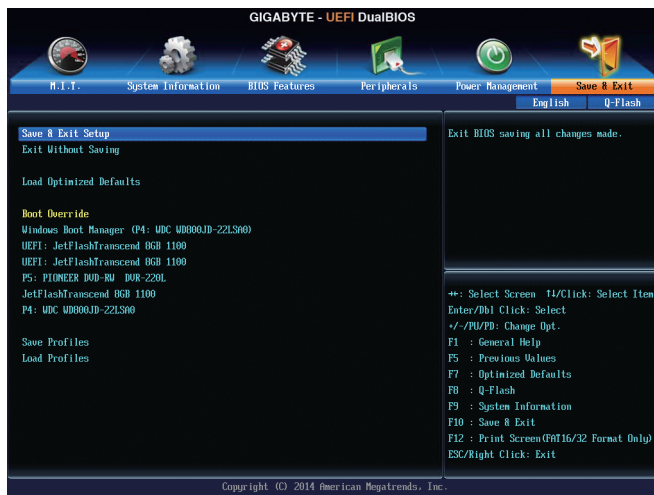 GIGABYTE - UEFI DualBIOS
M.I.T.
System Information
BIOS Features
Peripherals
Power Management
Save & Exit
English
Q-Flash
Save & Exit Setup
Exit Without Saving
Load Optimized Defaults
Boot Override
Windows Boot Manager (P4: WDC WD800JD-22LSA0)
UEFI: JetFlashTranscend 8GB 1100
UEFI: JetFlashTranscend 8GB 1100
P5: PIONEER DVD-RW DVR-220L
JetFlashTranscend 8GB 1100
P4: WDC WD800JD-22LSA0
Save Profiles
Load Profiles
Exit BIOS saving all changes made.
→←: Select Screen ↑↓/Click: Select Item
Enter/Dbl Click: Select
+/-/PU/PD: Change Opt.
F1 : General Help
F5 : Previous Values
F7 : Optimized Defaults
F8 : Q-Flash
F9 : System Information
F10 : Save & Exit
F12 : Print Screen(FAT16/32 Format Only)
ESC/Right Click: Exit
Copyright (C) 2014 American Megatrends, Inc.